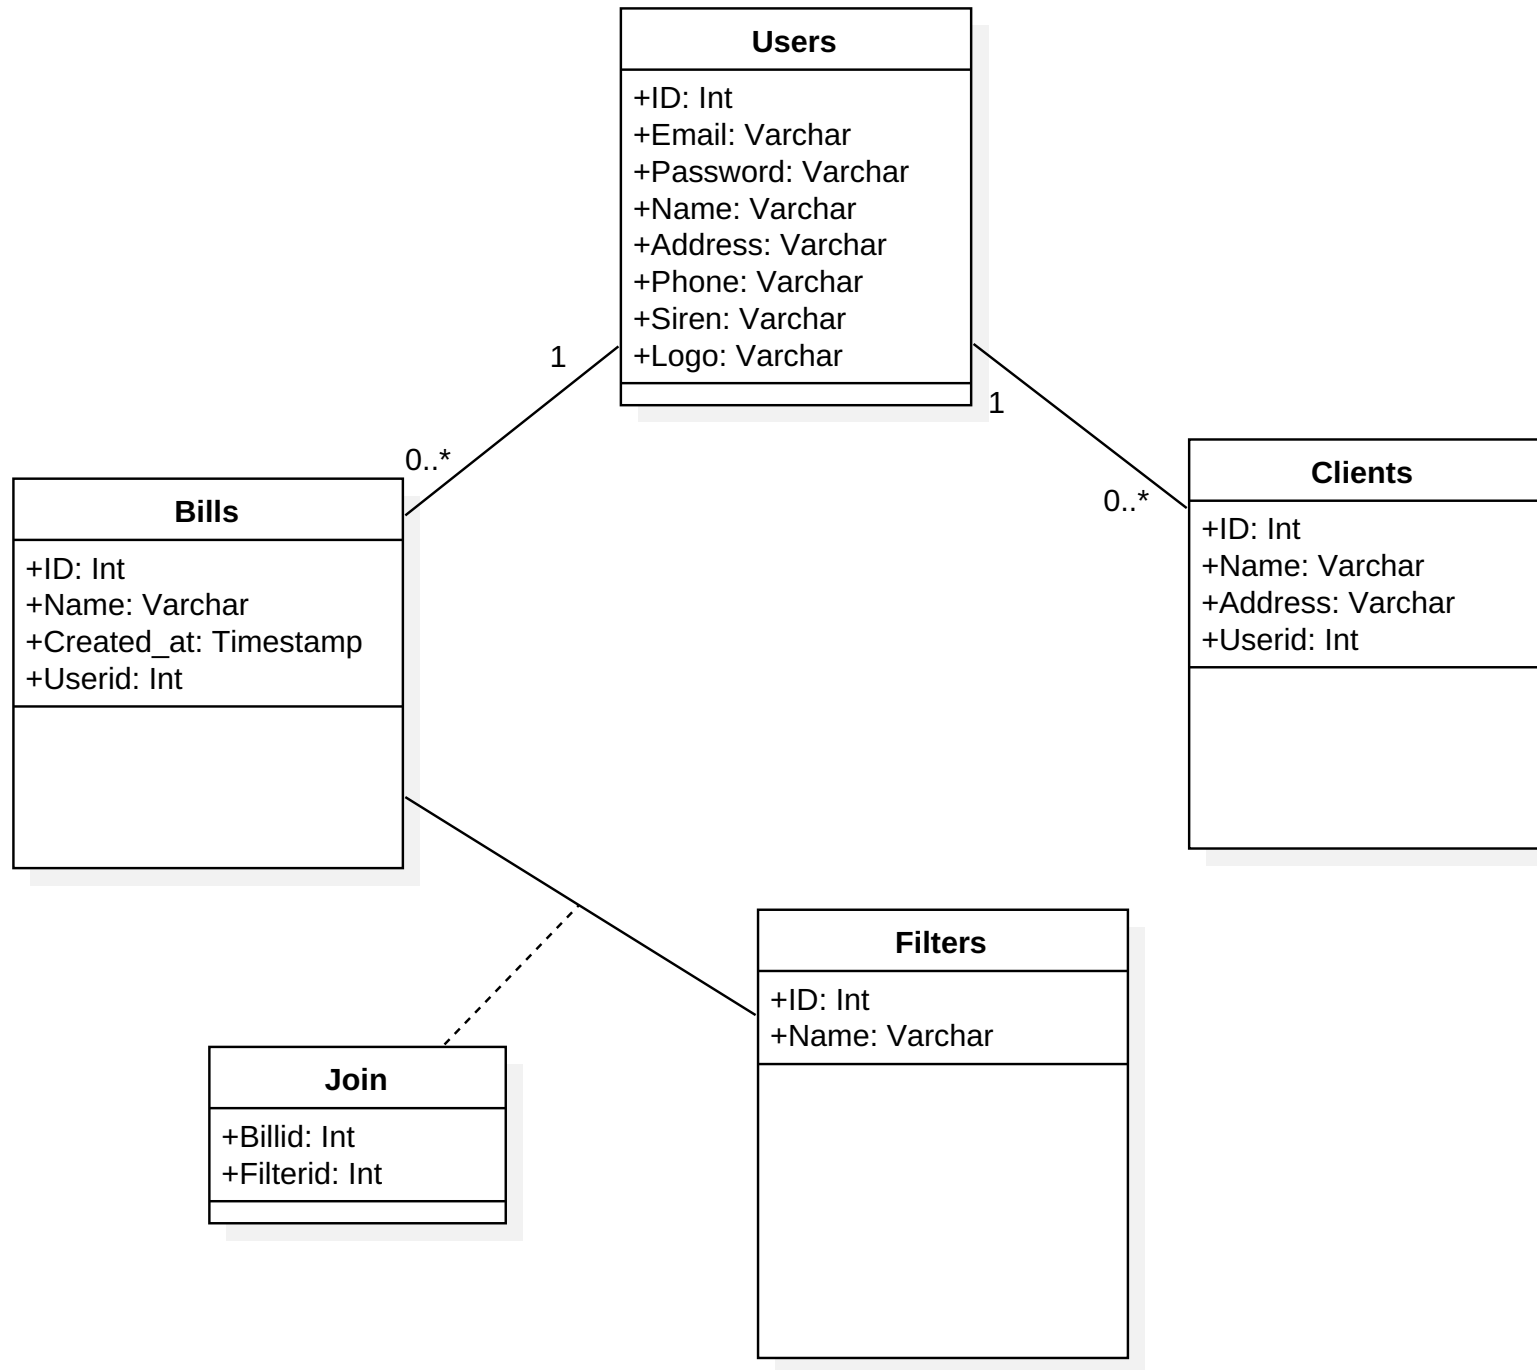 Users
+ID: Int
+Email: Varchar
+Password: Varchar
+Name: Varchar
+Address: Varchar
+Phone: Varchar
+Siren: Varchar
+Logo: Varchar
1
1
0..*
0..*
Bills
+ID: Int
+Name: Varchar
+Created_at: Timestamp
+Userid: Int
Clients
+ID: Int
+Name: Varchar
+Address: Varchar
+Userid: Int
Filters
+ID: Int
+Name: Varchar
Join
+Billid: Int
+Filterid: Int